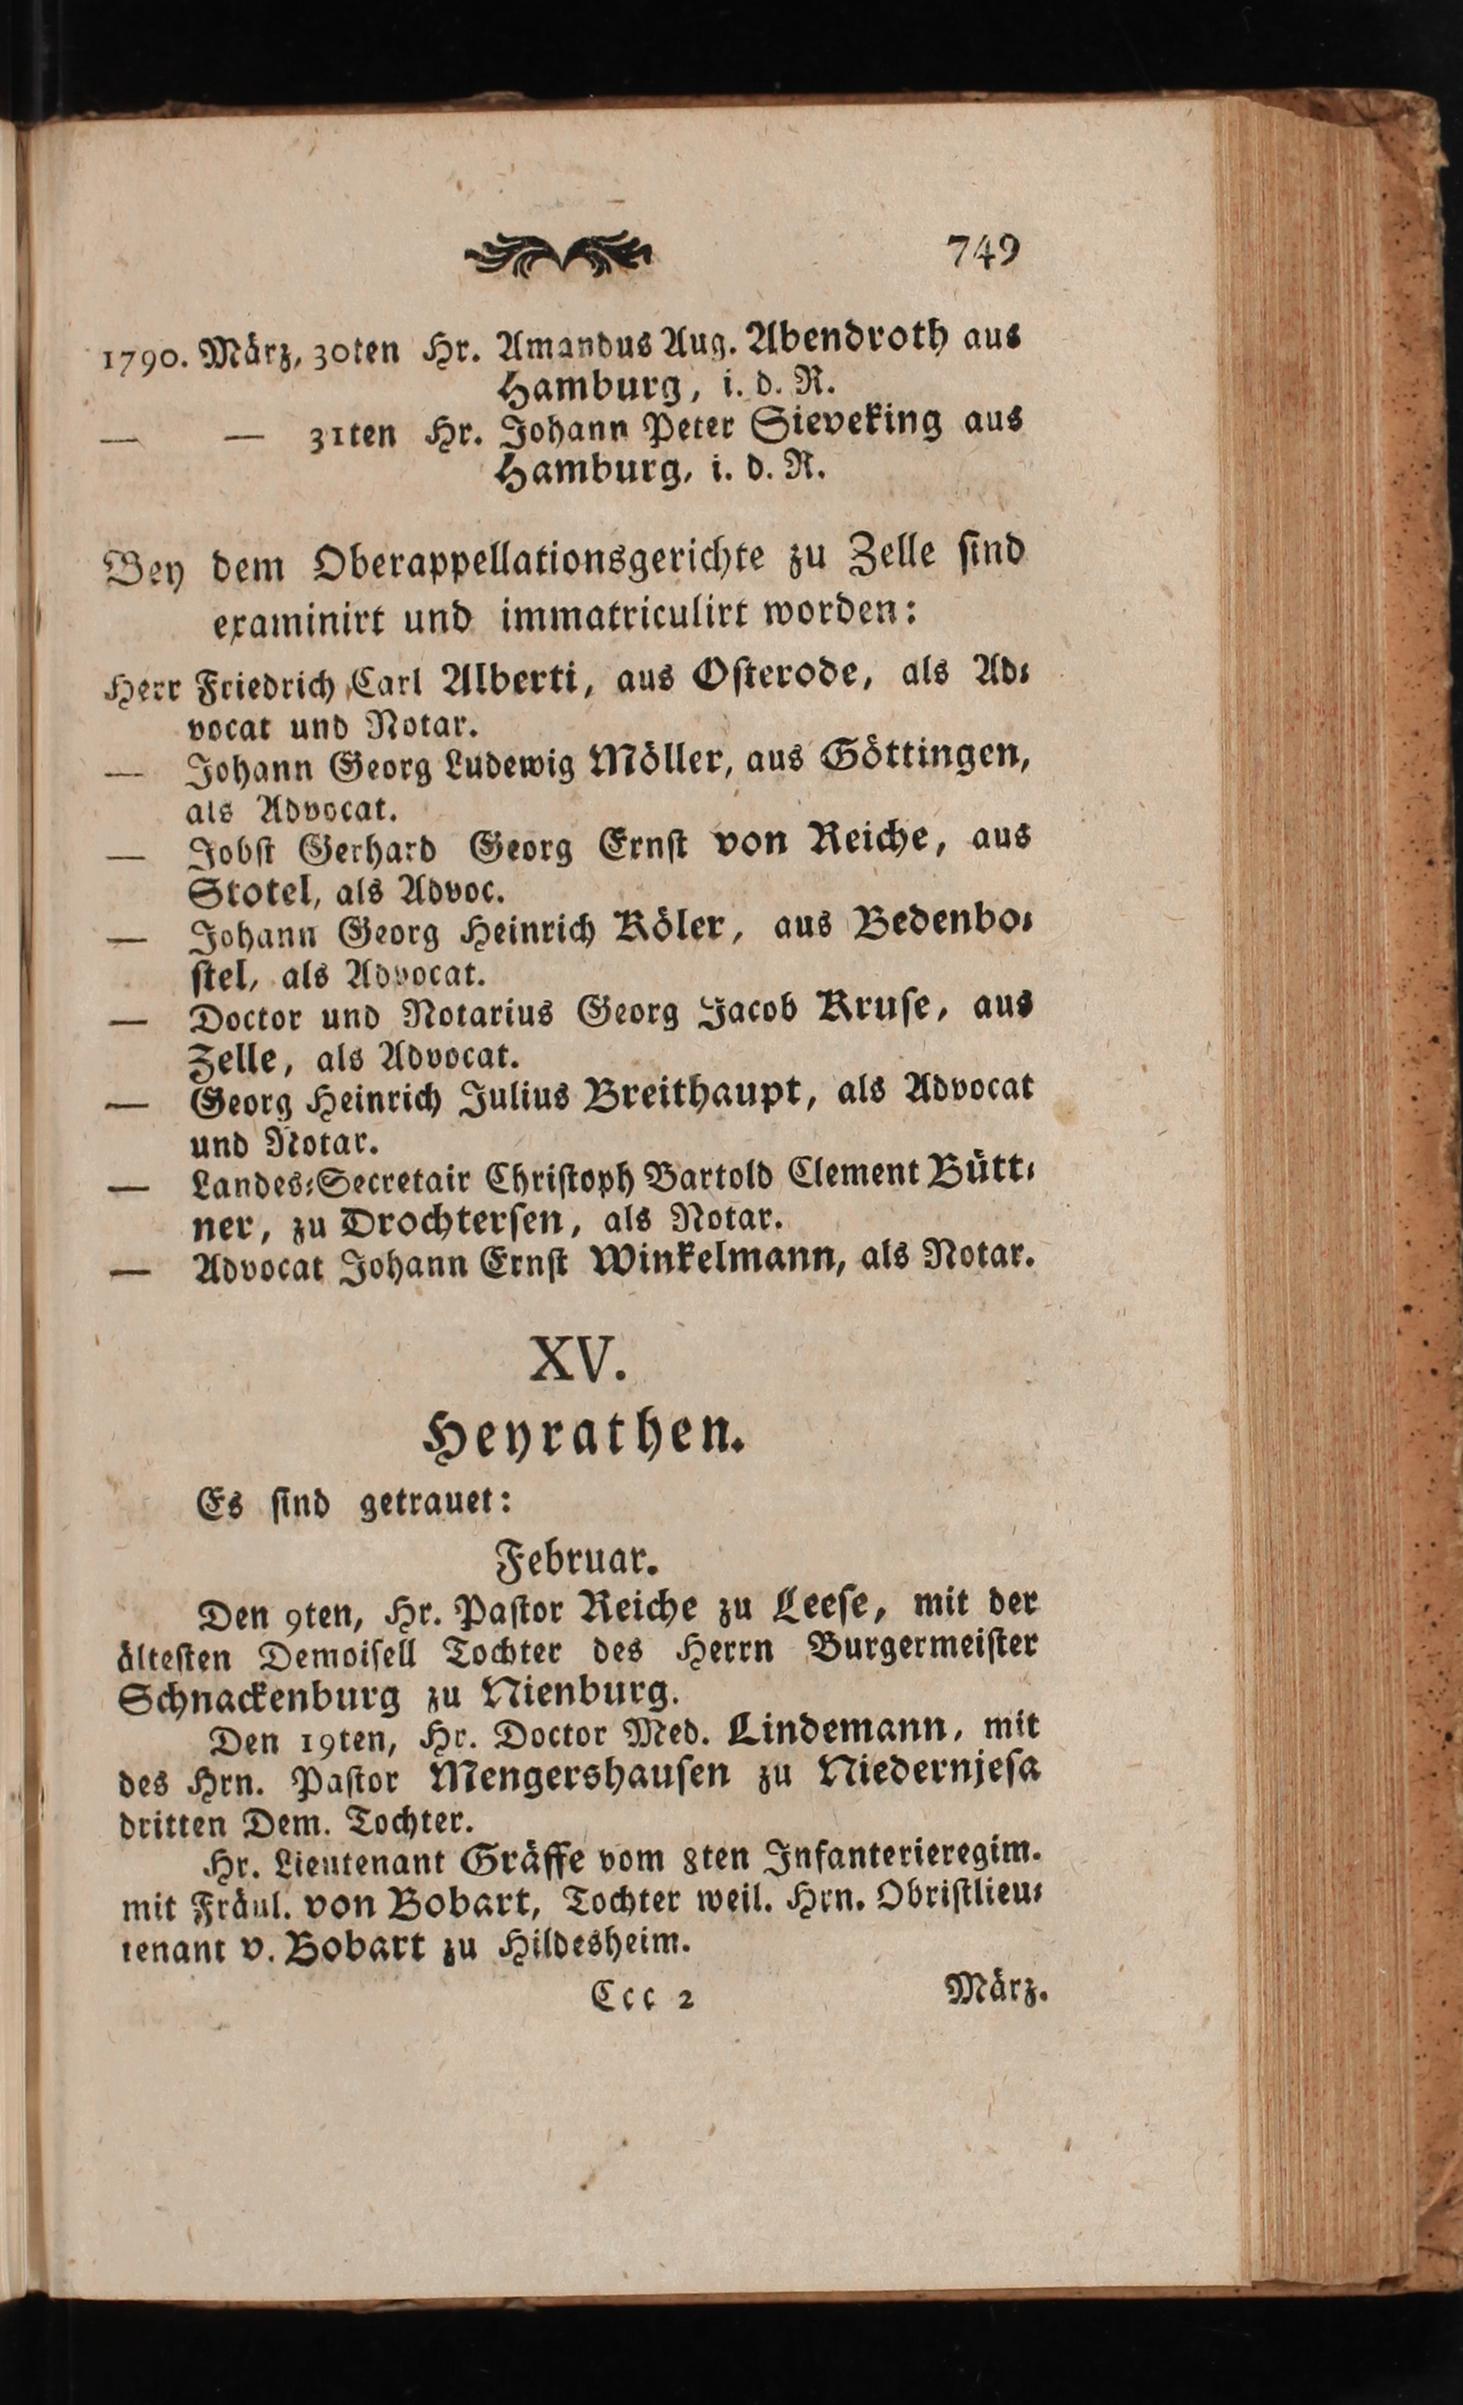 749
1790. März, 30ten Hr. Amandus Aug. Abendroth aus
Hamburg, i. d. R.
— — 31ten Hr. Johann Peter Sieveking aus
Hamburg, i. d. R.
Bey dem Oberappellationsgerichte zu Zelle ſind
examinirt und immatriculirt worden:
Herr Friedrich Carl Alberti, aus Oſterode, als Ad⸗
vocat und Notar.
— Johann Georg Ludewig Möller, aus Göttingen,
als Advocat.
— Jobſt Gerhard Georg Ernſt von Reiche, aus
Stotel, als Advoc.
— Johann Georg Heinrich Köler, aus Bedenbo⸗
ſtel, als Advocat.
— Doctor und Notarius Georg Jacob Kruſe, aus
Zelle, als Advocat.
— Georg Heinrich Julius Breithaupt, als Advocat
und Notar.
— Landes⸗Secretair Chriſtoph Bartold Clement Bütt⸗
ner, zu Drochterſen, als Notar.
— Advocat Johann Ernſt Winkelmann, als Notar.
XV.
Heyrathen.
Es ſind getrauet:
Februar.
Den 9ten, Hr. Paſtor Reiche zu Leeſe, mit der
älteſten Demoiſell Tochter des Herrn Burgermeiſter
Schnackenburg zu Nienburg.
Den 19ten, Hr. Doctor Med. Lindemann, mit
des Hrn. Paſtor Mengershauſen zu Niedernjeſa
dritten Dem. Tochter.
Hr. Lieutenant Gräffe vom 8ten Infanterieregim.
mit Fräul. von Bobart, Tochter weil. Hrn. Obriſtlieu⸗
tenant v. Bobart zu Hildesheim.
Ccc 2 März.